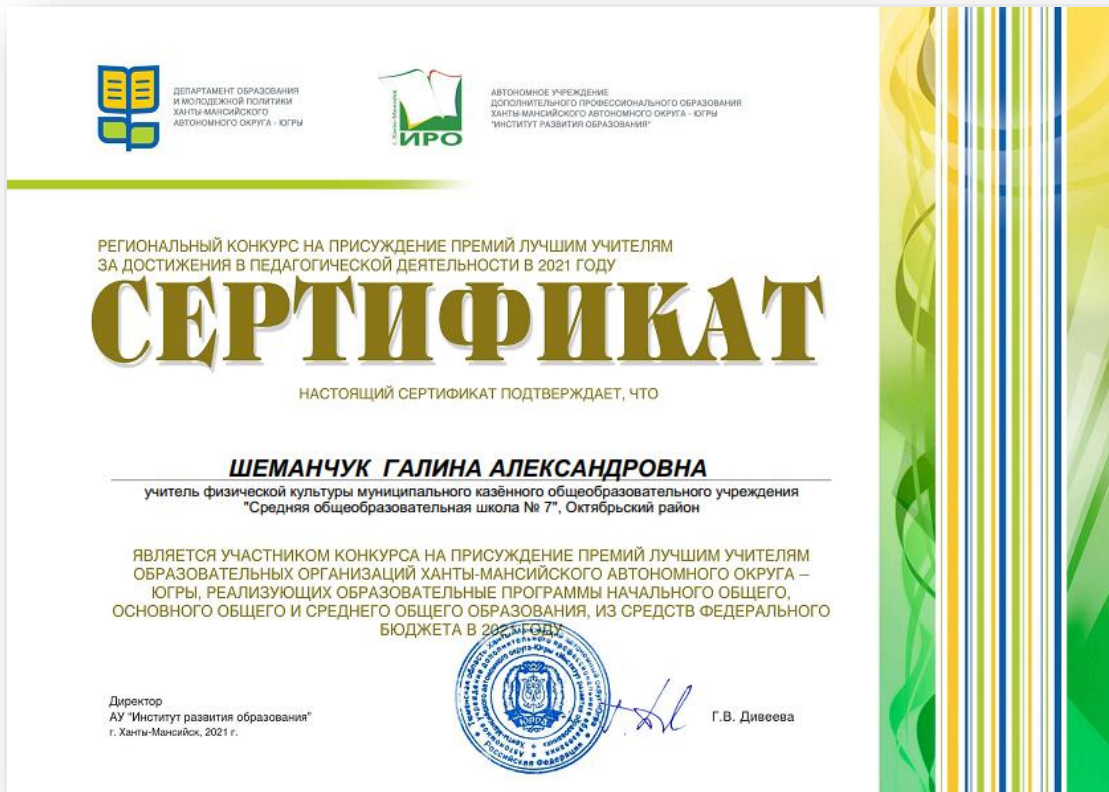 ДЕПАРТАМЕНТ ОБРАЗОВАНИЯ
И МОЛОДЕЖНОЙ ПОЛИТИКИ
ХАНТЫ-МАНСИЙСКОГО
АВТОНОМНОГО ОКРУГА - ЮГРЫ
г. Ханты-Мансийск
ИРО
АВТОНОМНОЕ УЧРЕЖДЕНИЕ
ДОПОЛНИТЕЛЬНОГО ПРОФЕССИОНАЛЬНОГО ОБРАЗОВАНИЯ
ХАНТЫ-МАНСИЙСКОГО АВТОНОМНОГО ОКРУГА - ЮГРЫ
"ИНСТИТУТ РАЗВИТИЯ ОБРАЗОВАНИЯ"
РЕГИОНАЛЬНЫЙ КОНКУРС НА ПРИСУЖДЕНИЕ ПРЕМИЙ ЛУЧШИМ УЧИТЕЛЯМ
ЗА ДОСТИЖЕНИЯ В ПЕДАГОГИЧЕСКОЙ ДЕЯТЕЛЬНОСТИ В 2021 ГОДУ
СЕРТИФИКАТ
НАСТОЯЩИЙ СЕРТИФИКАТ ПОДТВЕРЖДАЕТ, ЧТО
ШЕМАНЧУК ГАЛИНА АЛЕКСАНДРОВНА
учитель физической культуры муниципального казённого общеобразовательного учреждения
"Средняя общеобразовательная школа № 7", Октябрьский район
ЯВЛЯЕТСЯ УЧАСТНИКОМ КОНКУРСА НА ПРИСУЖДЕНИЕ ПРЕМИЙ ЛУЧШИМ УЧИТЕЛЯМ
ОБРАЗОВАТЕЛЬНЫХ ОРГАНИЗАЦИЙ ХАНТЫ-МАНСИЙСКОГО АВТОНОМНОГО ОКРУГА –
ЮГРЫ, РЕАЛИЗУЮЩИХ ОБРАЗОВАТЕЛЬНЫЕ ПРОГРАММЫ НАЧАЛЬНОГО ОБЩЕГО,
ОСНОВНОГО ОБЩЕГО И СРЕДНЕГО ОБЩЕГО ОБРАЗОВАНИЯ, ИЗ СРЕДСТВ ФЕДЕРАЛЬНОГО
БЮДЖЕТА В 2021 ГОДУ
Российская Федерация
Директор
АУ "Институт развития образования"
г. Ханты-Мансийск, 2021 г.
Г.В. Дивеева